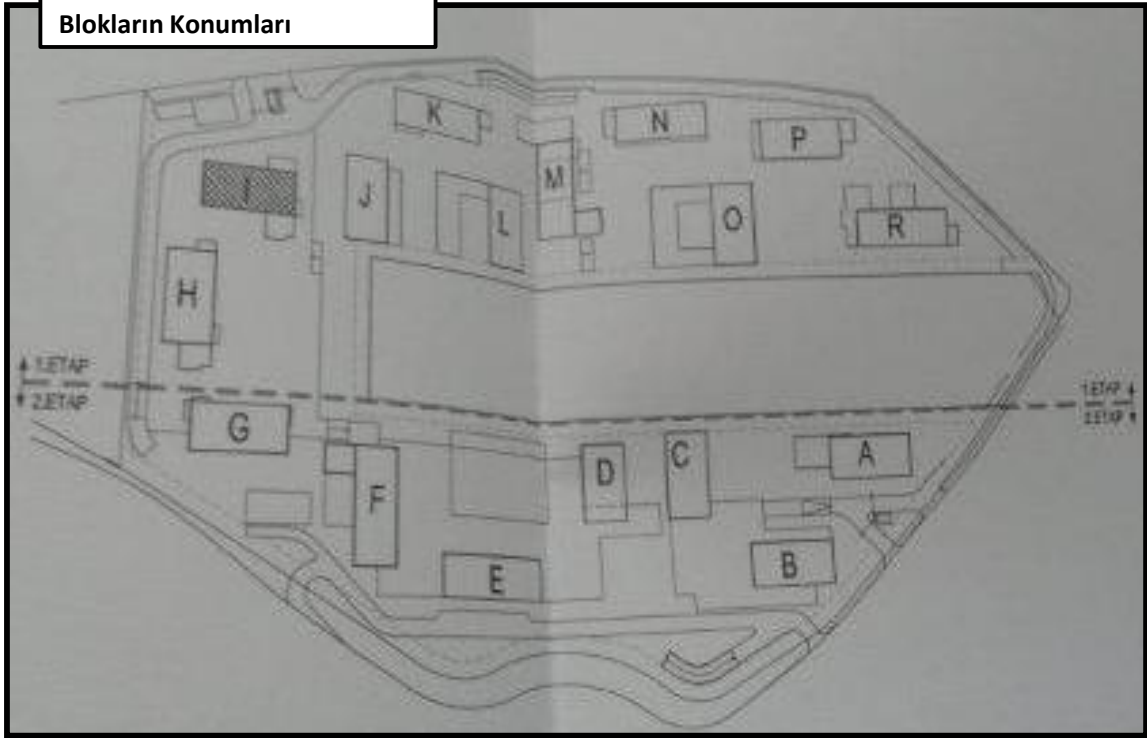 Blokların Konumları
K
N
P
I
J
M
L
O
R
H
1.ETAP
2.ETAP
1.ETAP
2.ETAP
G
F
D
C
A
E
B